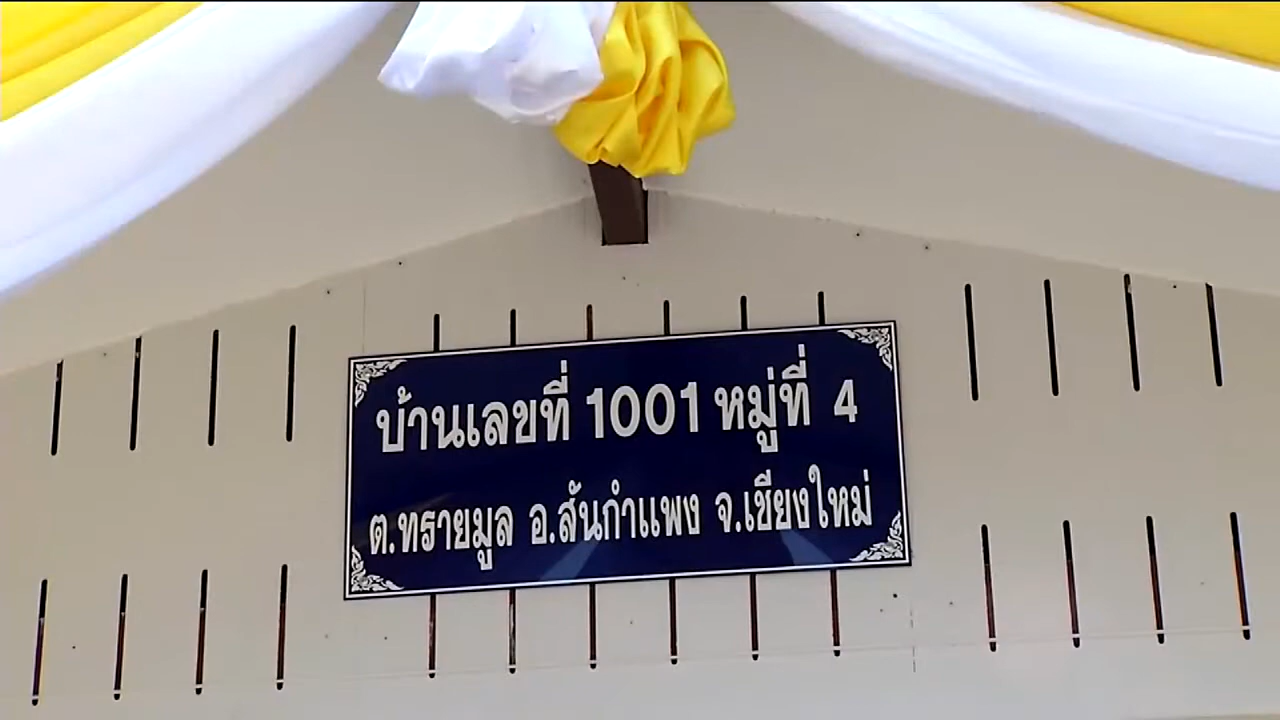 บ้านเลขที่ 1001 หมู่ที่ 4
ต.ทรายมูล อ.สันกำแพง จ.เชียงใหม่